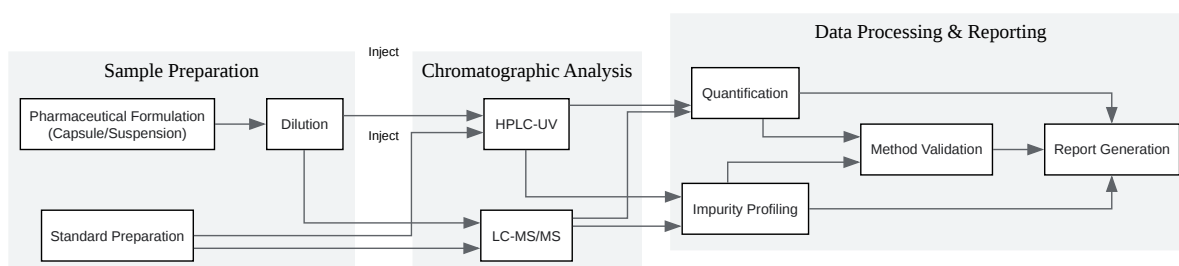 Data Processing & Reporting
Inject
Sample Preparation
Chromatographic Analysis
Pharmaceutical Formulation
(Capsule/Suspension)
Dilution
Inject
HPLC-UV
Quantification
Method Validation
Report Generation
Impurity Profiling
Standard Preparation
LC-MS/MS